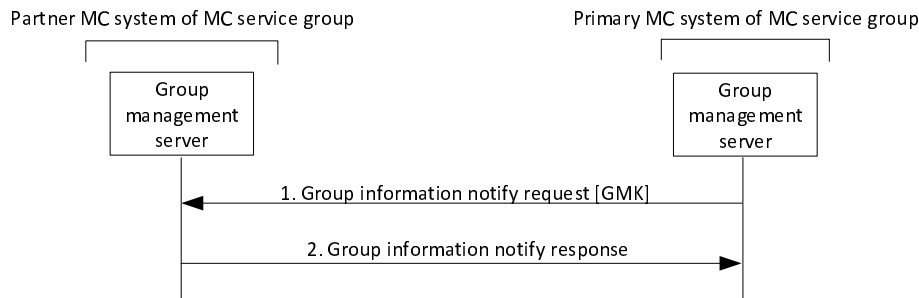 Partner MC system of MC service group
Primary MC system of MC service group
Group
management
server
Group
management
server
1. Group information notify request [GMK]
2. Group information notify response